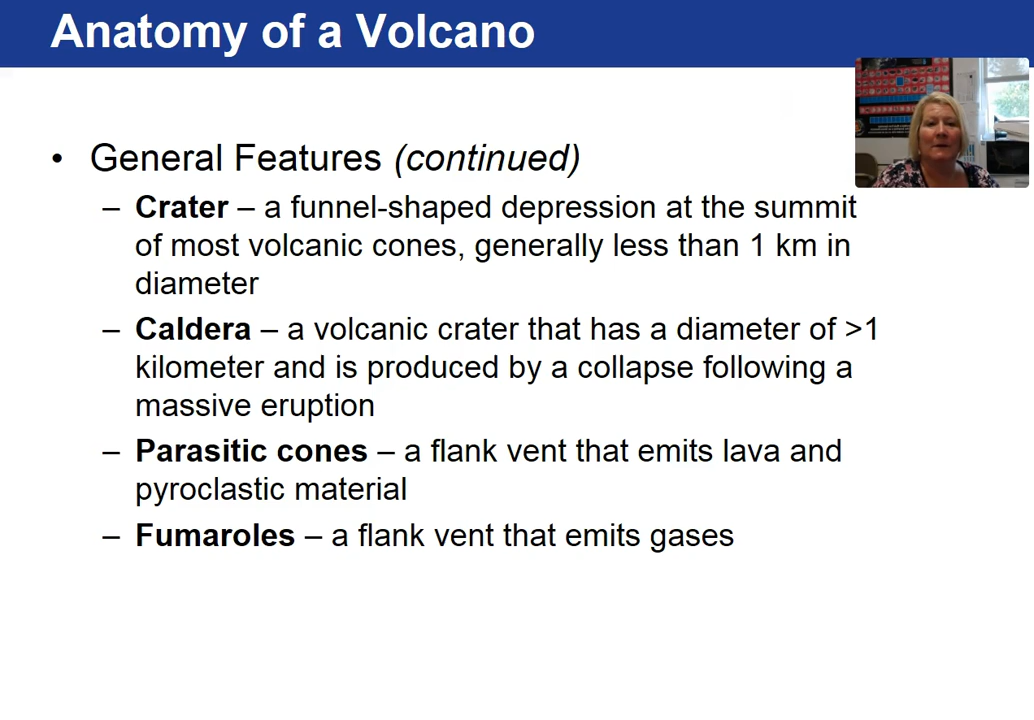 Anatomy of a Volcano
• General Features (continued)
– Crater – a funnel-shaped depression at the summit
of most volcanic cones, generally less than 1 km in
diameter
– Caldera – a volcanic crater that has a diameter of >1
kilometer and is produced by a collapse following a
massive eruption
– Parasitic cones – a flank vent that emits lava and
pyroclastic material
– Fumaroles – a flank vent that emits gases